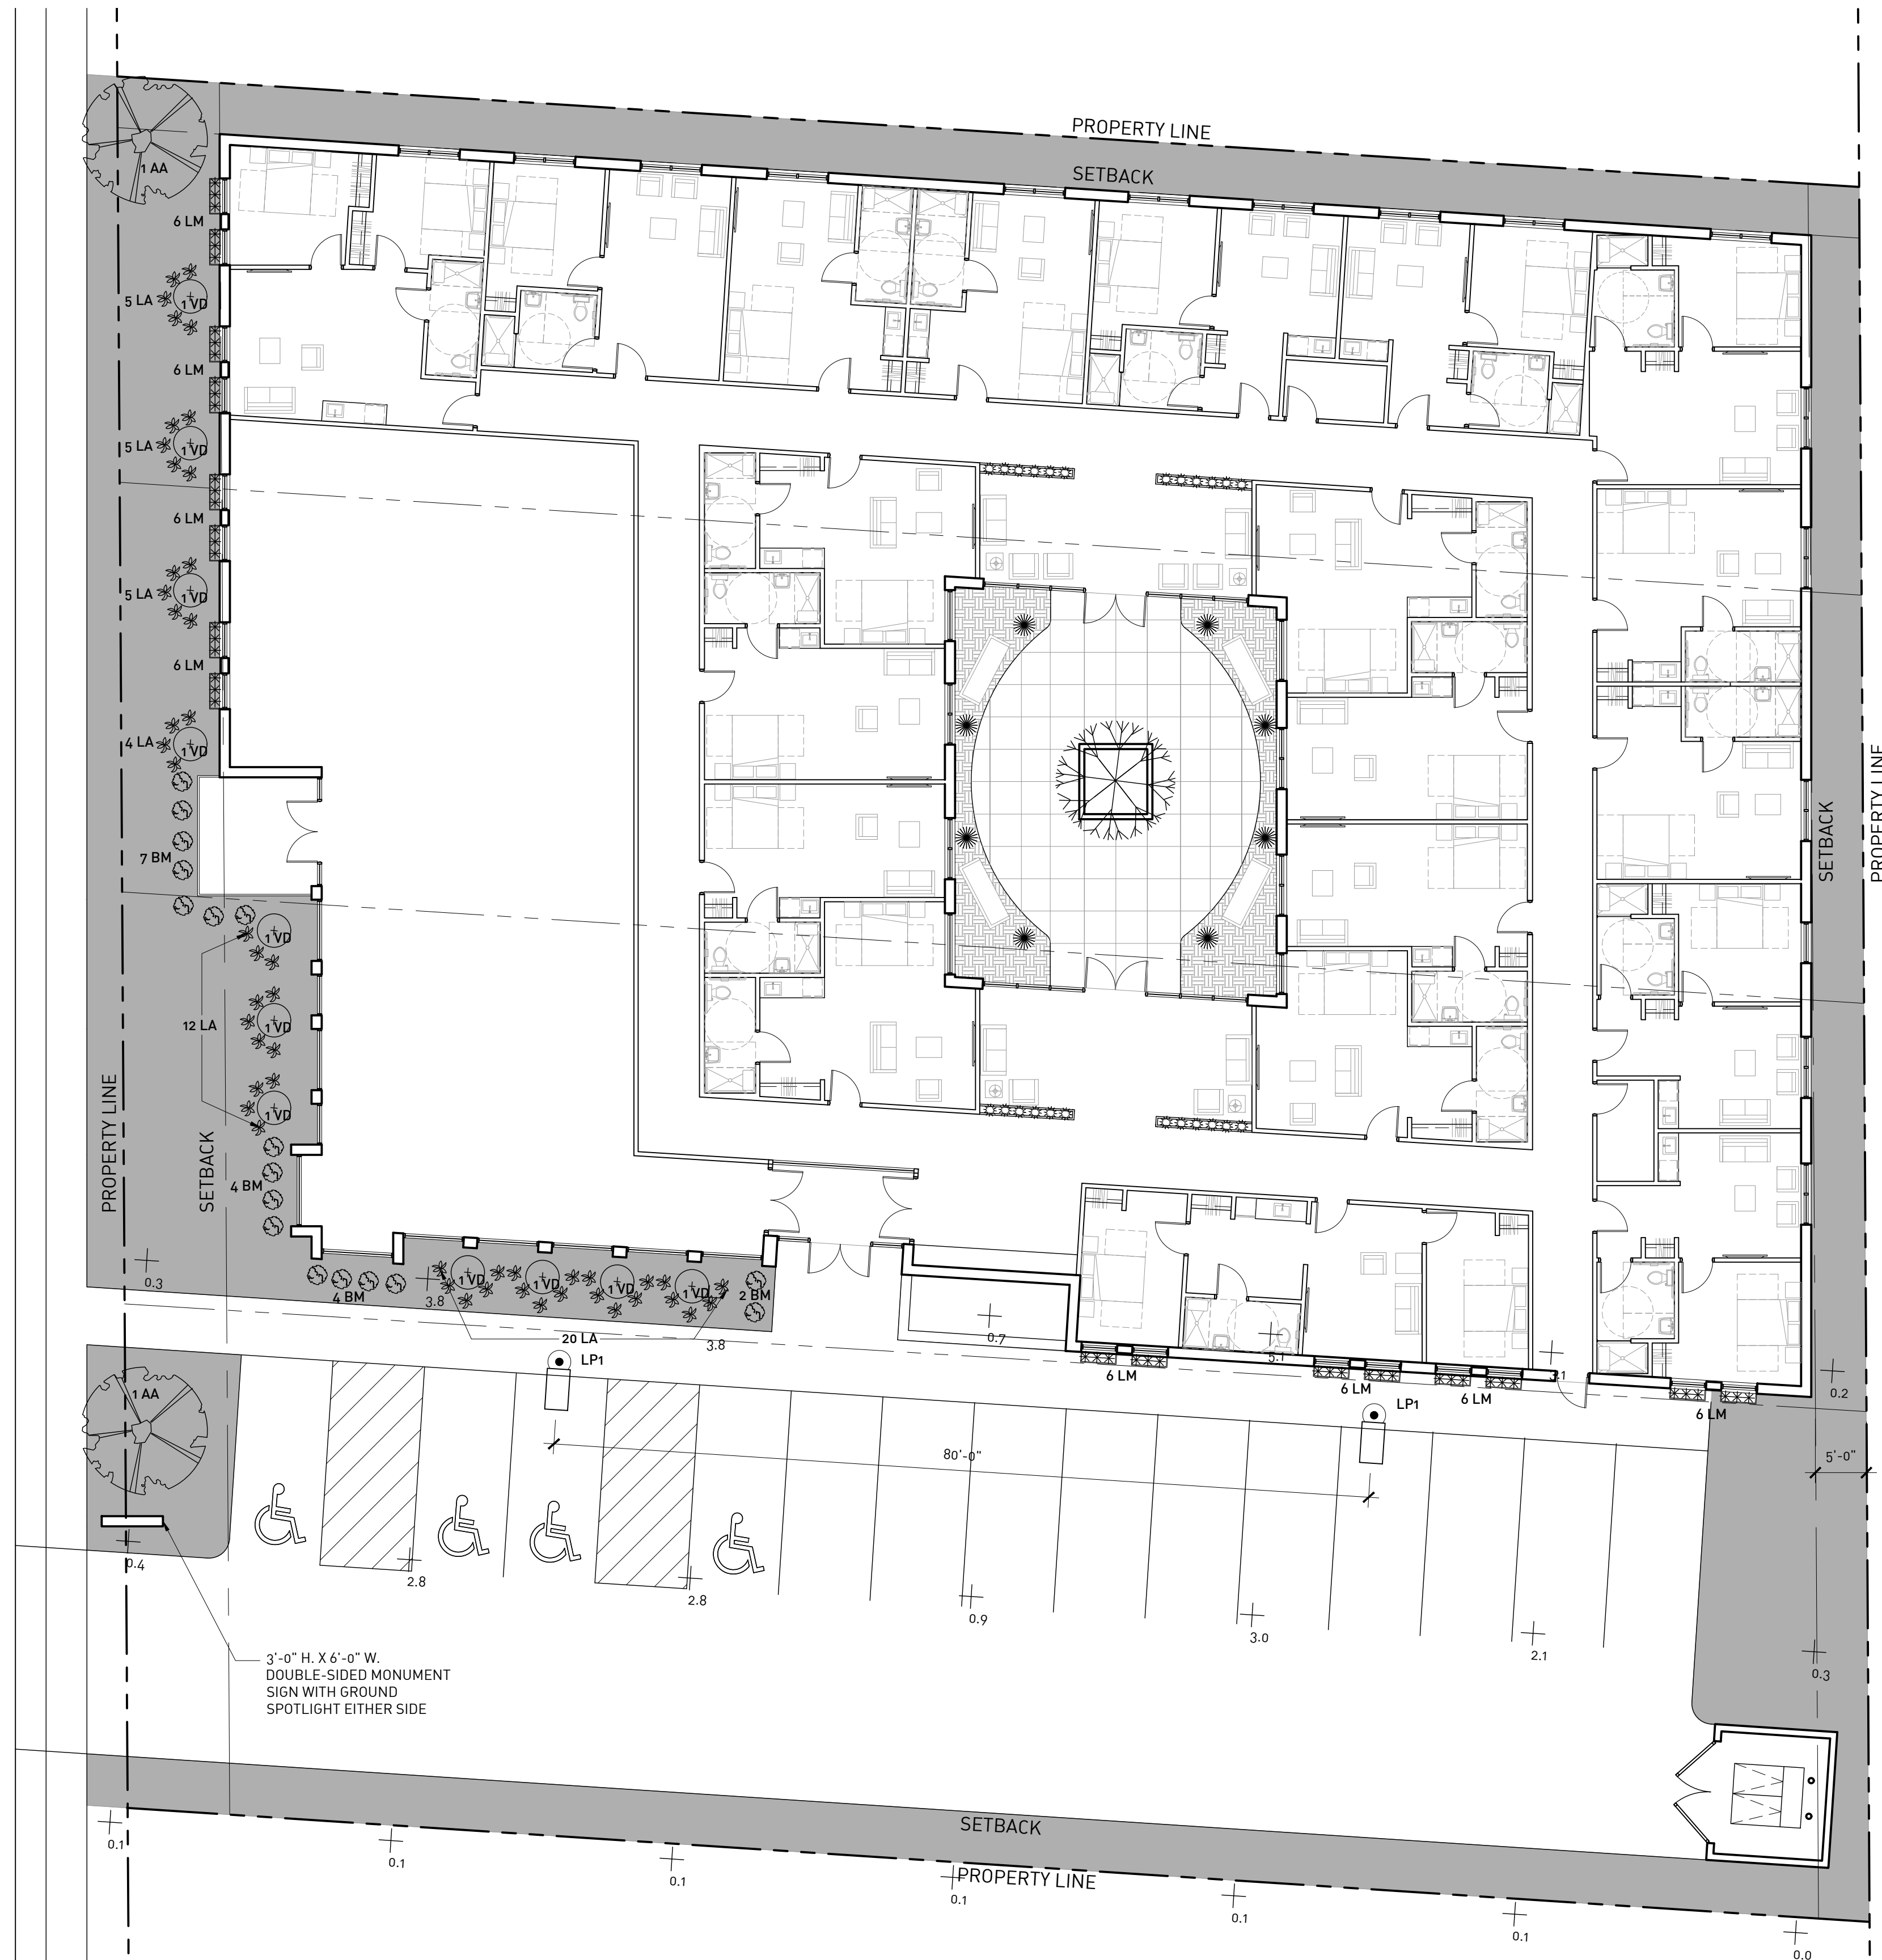 PROPERTY LINE
SETBACK
1 AA
6 LM
5 LA
1 VD
6 LM
5 LA
1 VD
6 LM
5 LA
1 VD
6 LM
4 LA
1 VD
7 BM
1 VD
12 LA
1 VD
1 VD
PROPERTY LINE
SETBACK
4 BM
SETBACK
PROPERTY LINE
0.3
4 BM
3.8
1 VD
1 VD
1 VD
1 VD
2 BM
20 LA
3.8
0.7
5.1
3.1
0.2
LP1
6 LM
6 LM
6 LM
6 LM
LP1
1 AA
80'-0"
5'-0"
0.4
2.8
2.8
0.9
3.0
2.1
0.3
3'-0" H. X 6'-0" W.
DOUBLE-SIDED MONUMENT
SIGN WITH GROUND
SPOTLIGHT EITHER SIDE
SETBACK
PROPERTY LINE
0.1
0.1
0.1
0.1
0.1
0.1
0.0